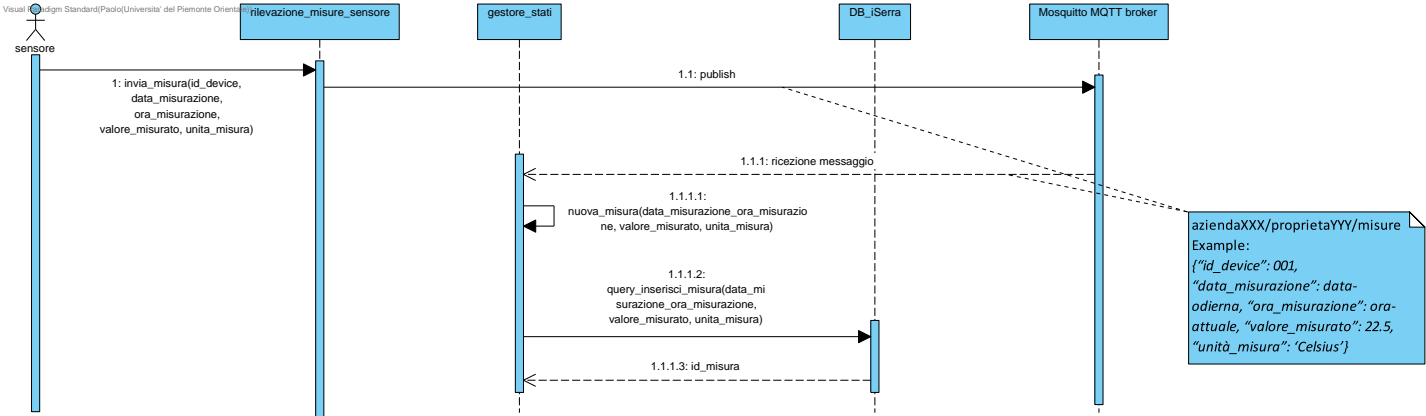 Visual Paradigm Standard(Paolo(Universita' del Piemonte Orientale))
sensore
rilevazione_misure_sensore
gestore_stati
DB_iSerra
Mosquitto MQTT broker
1: invia_misura(id_device,
data_misurazione,
ora_misurazione,
valore_misurato, unita_misura)
1.1: publish
1.1.1: ricezione messaggio
1.1.1.1:
nuova_misura(data_misurazione_ora_misurazio
ne, valore_misurato, unita_misura)
1.1.1.2:
query_inserisci_misura(data_mi
surazione_ora_misurazione,
valore_misurato, unita_misura)
1.1.1.3: id_misura
aziendaXXX/proprietaYYY/misure
Example:
{“id_device”: 001,
“data_misurazione”: data-
odierna, “ora_misurazione”: ora-
attuale, “valore_misurato”: 22.5,
“unità_misura”: ‘Celsius’}